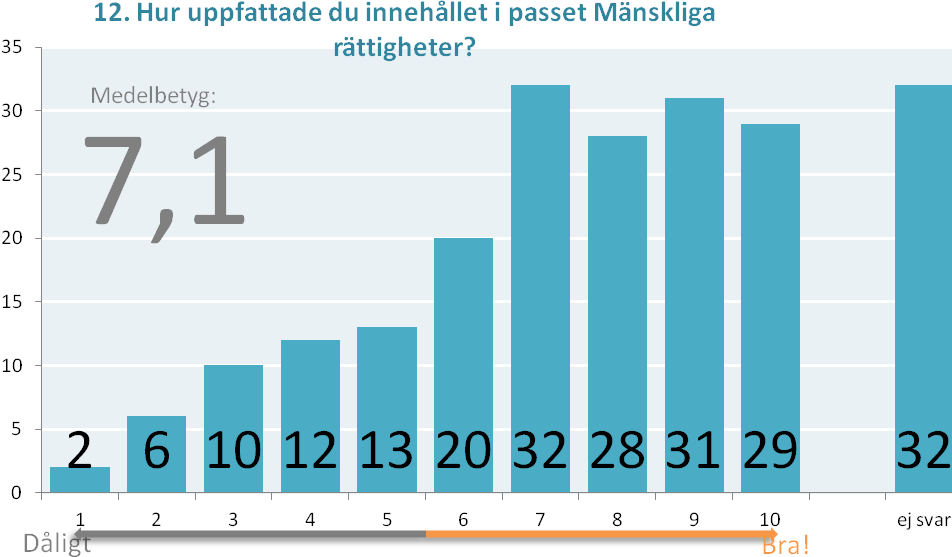 12. Hur uppfattade du innehållet i passet Mänskliga
rättigheter?
Medelbetyg:
7,1
35
30
25
20
15
10
5
0
2 6 10 12 13 20 32 28 31 29 32
1 2 3 4 5 6 7 8 9 10 ej svar
Dåligt Bra!